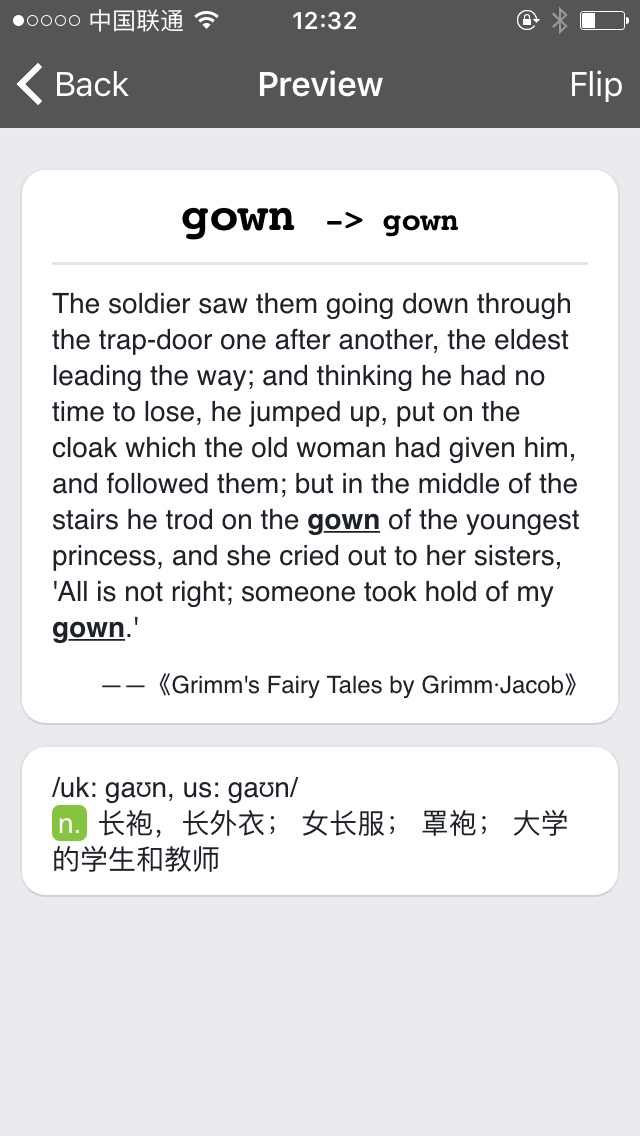 中国联通 12:32
Back Preview Flip
gown -> gown
The soldier saw them going down through
the trap-door one after another, the eldest
leading the way; and thinking he had no
time to lose, he jumped up, put on the
cloak which the old woman had given him,
and followed them; but in the middle of the
stairs he trod on the gown of the youngest
princess, and she cried out to her sisters,
'All is not right; someone took hold of my
gown.'
——《Grimm's Fairy Tales by Grimm·Jacob》
/uk: gaʊn, us: gaʊn/
n. 长袍，长外衣； 女长服； 罩袍； 大学
的学生和教师